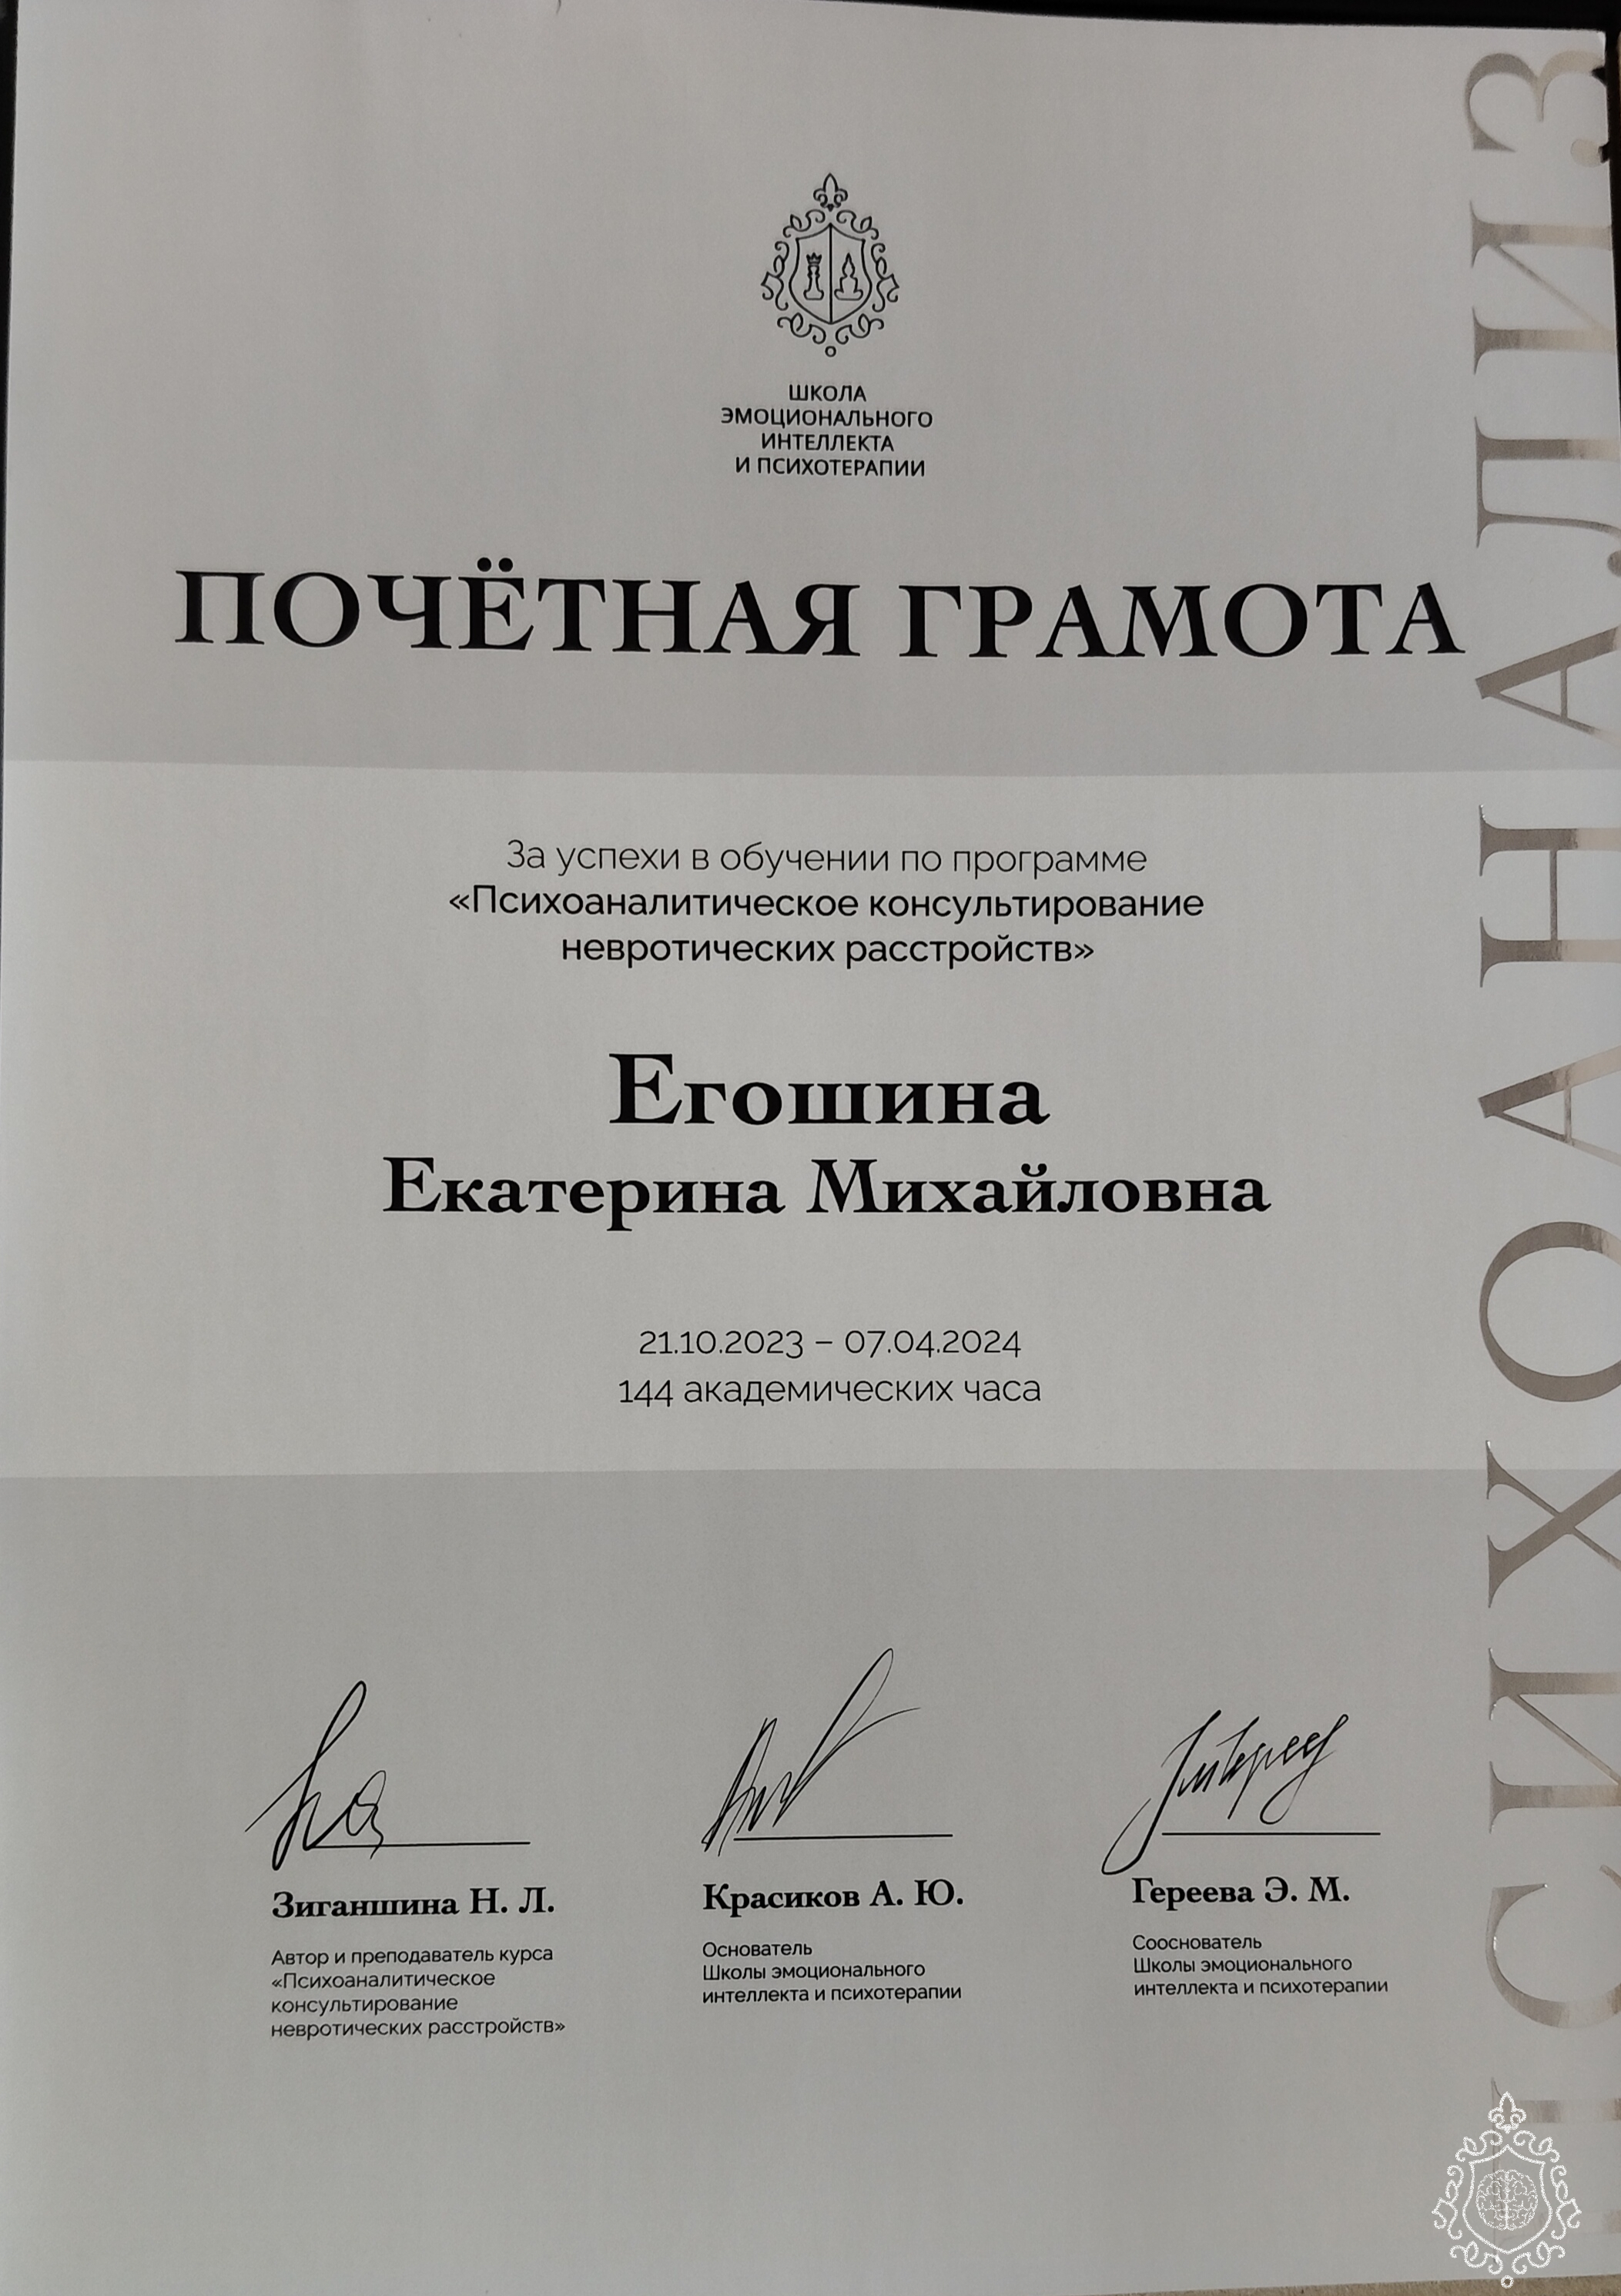 ШКОЛА
ЭМОЦИОНАЛЬНОГО
ИНТЕЛЛЕКТА
И ПСИХОТЕРАПИИ
ПОЧЁТНАЯ ГРАМОТА
За успехи в обучении по программе
«Психоаналитическое консультирование
невротических расстройств»
Егошина
Екатерина Михайловна
21.10.2023 – 07.04.2024
144 академических часа
Зиганшина Н. Л.
Автор и преподаватель курса
«Психоаналитическое
консультирование
невротических расстройств»
Красиков А. Ю.
Основатель
Школы эмоционального
интеллекта и психотерапии
Гереева Э. М.
Сооснователь
Школы эмоционального
интеллекта и психотерапии
ПСИХОАНАЛИЗ